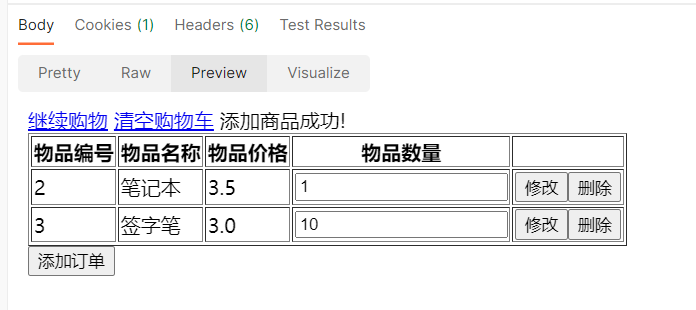 Body Cookies (1) Headers (6) Test Results
Pretty Raw Preview Visualize
继续购物 清空购物车 添加商品成功!
物品编号 物品名称 物品价格 物品数量
2 笔记本 3.5 1 修改 删除
3 签字笔 3.0 10 修改 删除
添加订单